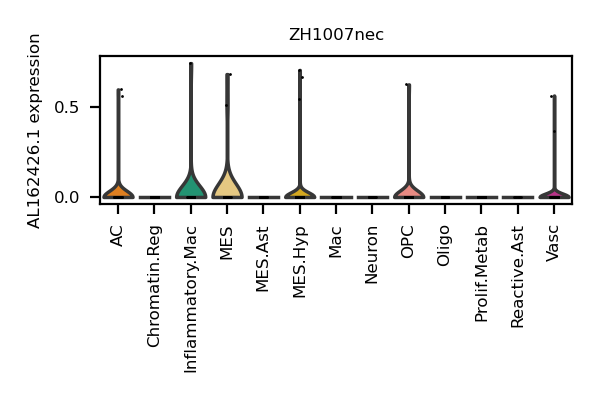 ZH1007nec
AL162426.1 expression
0.5
0.0
AC
Chromatin.Reg
Inflammatory.Mac
MES
MES.Ast
MES.Hyp
Mac
Neuron
OPC
Oligo
Prolif.Metab
Reactive.Ast
Vasc